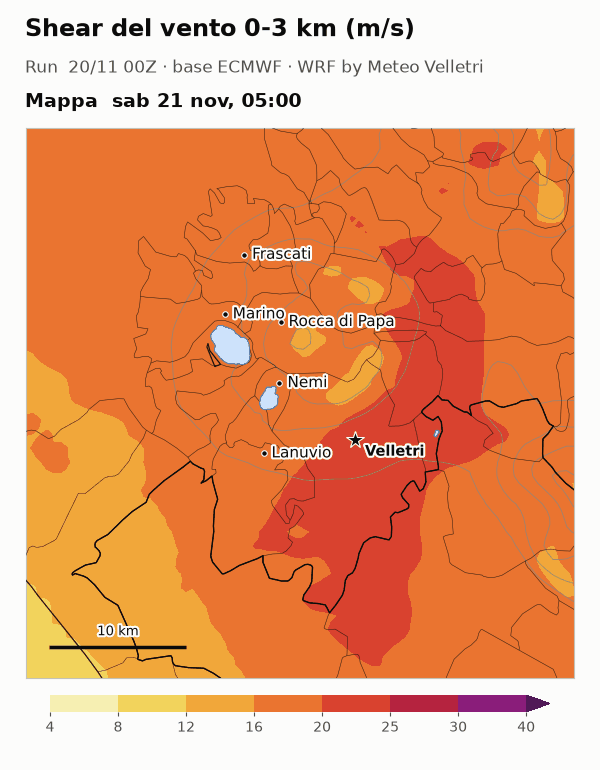 Shear del vento 0-3 km (m/s)
Run  20/11 00Z · base ECMWF · WRF by Meteo Velletri
Mappa  sab 21 nov, 05:00
Frascati
Marino
Rocca di Papa
Nemi
Velletri
Lanuvio
10 km
4 8 12 16 20 25 30 40